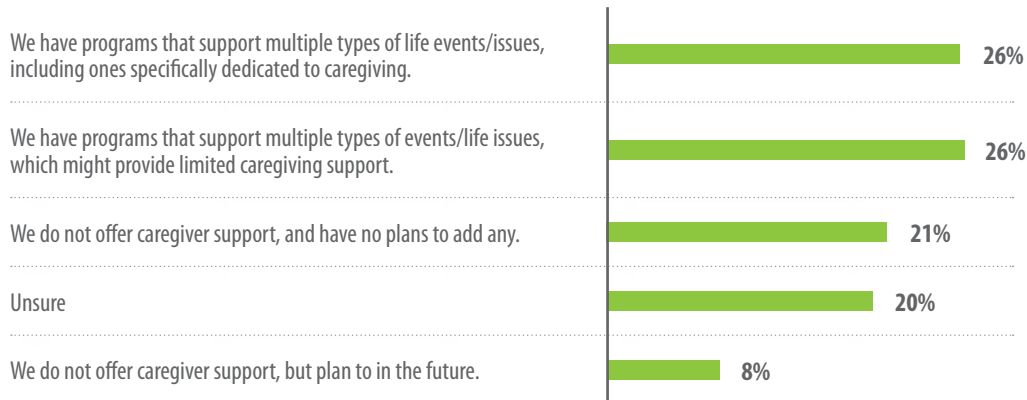 We have programs that support multiple types of life events/issues,
including ones specifically dedicated to caregiving.
26%
We have programs that support multiple types of events/life issues,
which might provide limited caregiving support.
26%
We do not offer caregiver support, and have no plans to add any.
21%
Unsure
20%
We do not offer caregiver support, but plan to in the future.
8%